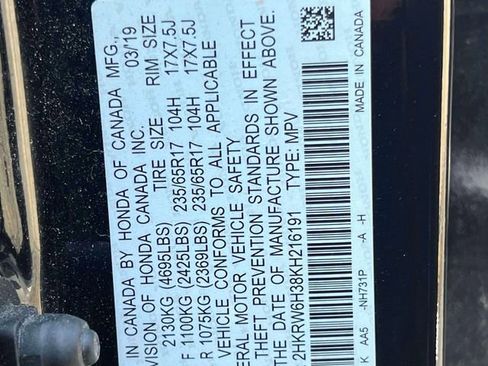 IN CANADA BY HONDA OF CANADA MFG.,
VISION OF HONDA CANADA INC. 03/19
2130KG (4695LBS) TIRE SIZE RIM SIZE
F 1100KG (2425LBS) 235/65R17 104H 17X7.5J
R 1075KG (2369LBS) 235/65R17 104H 17X7.5J
VEHICLE CONFORMS TO ALL APPLICABLE
ERAL MOTOR VEHICLE SAFETY
THEFT PREVENTION STANDARDS IN EFFECT
THE DATE OF MANUFACTURE SHOWN ABOVE.
2HKRW6H38KH216191 TYPE: MPV
K AA5 -NH731P -A -H MADE IN CANADA